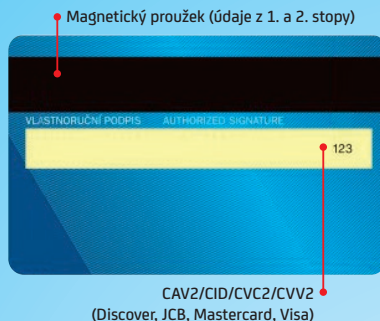 Magnetický proužek (údaje z 1. a 2. stopy)
VLASTNORUČNÍ PODPIS AUTHORIZED SIGNATURE
123
CAV2/CID/CVC2/CVV2
(Discover, JCB, Mastercard, Visa)